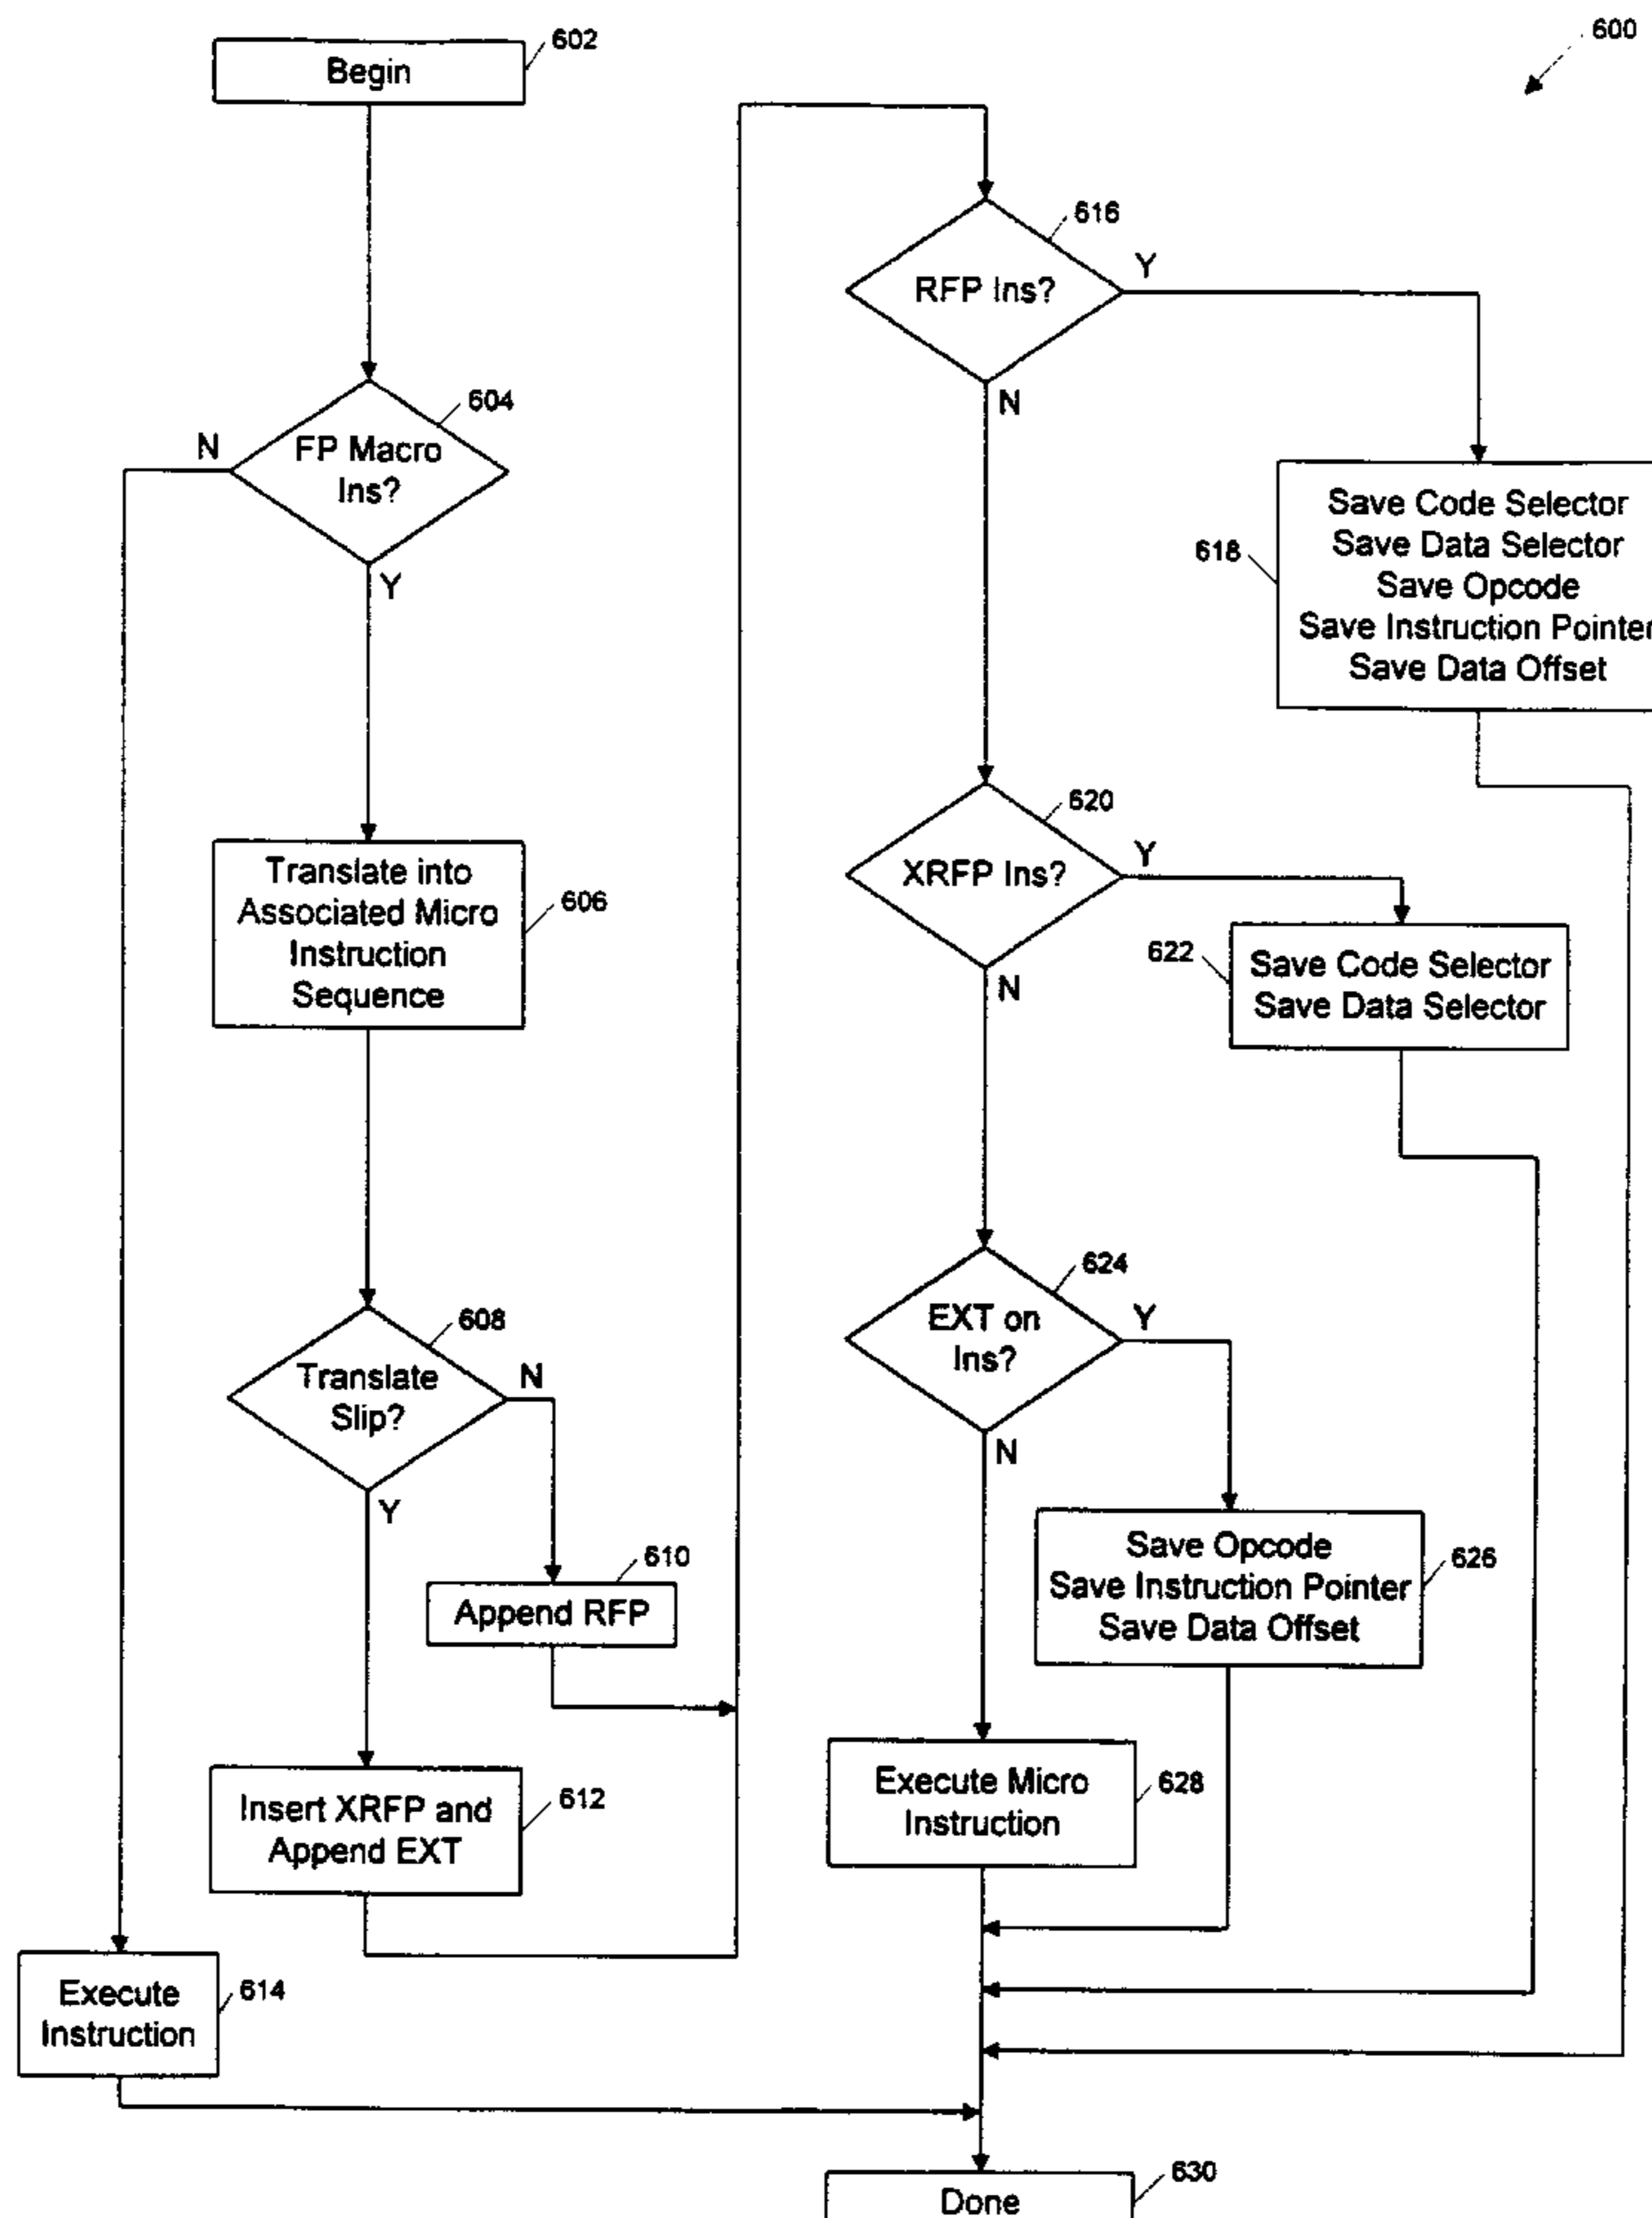 600
Begin
602
FP Macro
Ins?
604
N
Y
Translate into
Associated Micro
Instruction
Sequence
606
Translate
Slip?
608
N
Y
Append RFP
610
Insert XRFP and
Append EXT
612
Execute
Instruction
614
RFP Ins?
616
Y
N
Save Code Selector
Save Data Selector
Save Opcode
Save Instruction Pointer
Save Data Offset
618
XRFP Ins?
620
Y
N
Save Code Selector
Save Data Selector
622
EXT on
Ins?
624
Y
N
Save Opcode
Save Instruction Pointer
Save Data Offset
626
Execute Micro
Instruction
628
Done
630